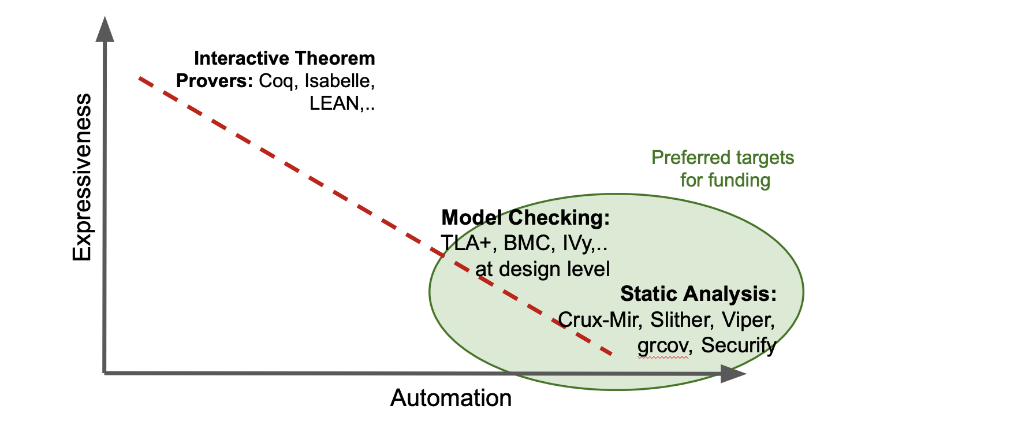 Interactive Theorem
Provers: Coq, Isabelle,
LEAN,..
Expressiveness
Preferred targets
for funding
Model Checking:
TLA+, BMC, IVy,..
at design level
Static Analysis:
Crux-Mir, Slither, Viper,
grcov, Securify
Automation